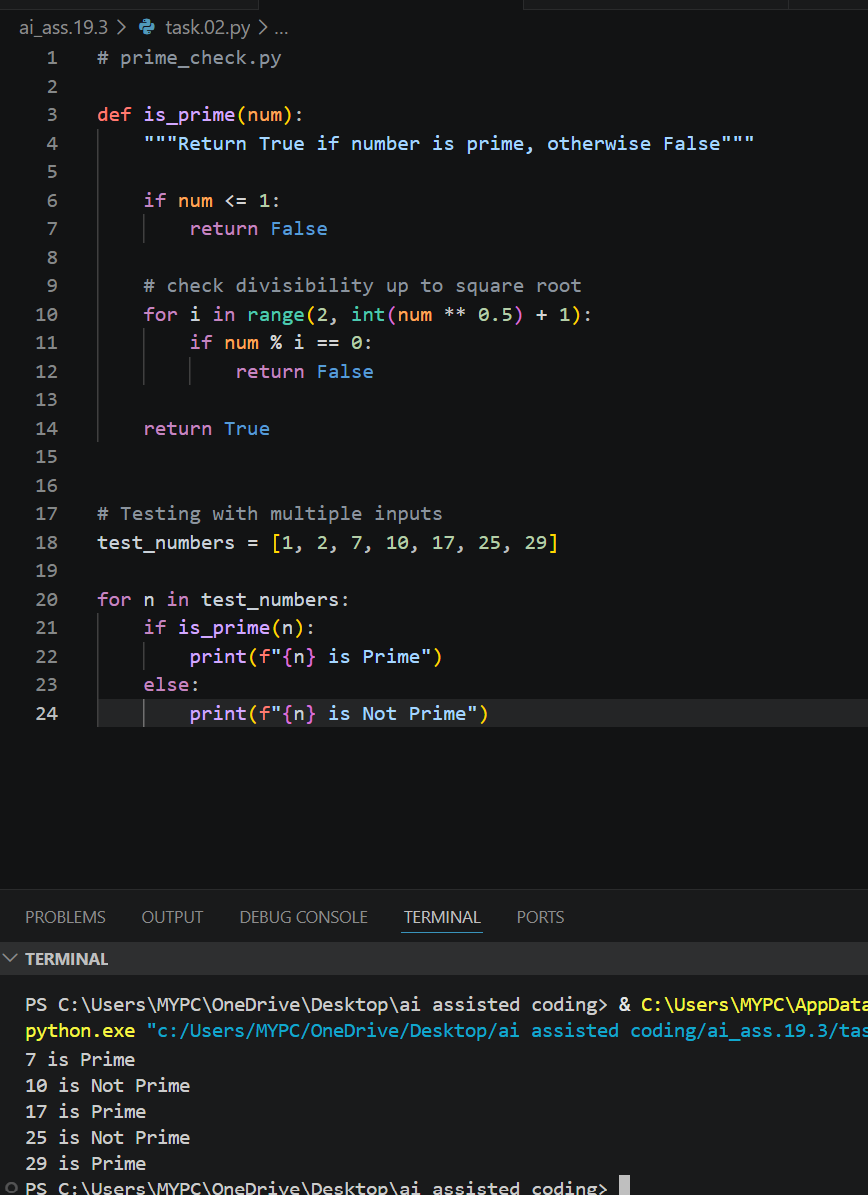 ai_ass.19.3 > task.02.py > ...
1 # prime_check.py
2
3 def is_prime(num):
4     """Return True if number is prime, otherwise False"""
5
6     if num <= 1:
7         return False
8
9     # check divisibility up to square root
10     for i in range(2, int(num ** 0.5) + 1):
11         if num % i == 0:
12             return False
13
14     return True
15
16
17 # Testing with multiple inputs
18 test_numbers = [1, 2, 7, 10, 17, 25, 29]
19
20 for n in test_numbers:
21     if is_prime(n):
22         print(f"{n} is Prime")
23     else:
24         print(f"{n} is Not Prime")
PROBLEMS OUTPUT DEBUG CONSOLE TERMINAL PORTS
TERMINAL
PS C:\Users\MYPC\OneDrive\Desktop\ai assisted coding> & C:\Users\MYPC\AppData
python.exe "c:/Users/MYPC/OneDrive/Desktop/ai assisted coding/ai_ass.19.3/tas
7 is Prime
10 is Not Prime
17 is Prime
25 is Not Prime
29 is Prime
PS C:\Users\MYPC\OneDrive\Desktop\ai assisted coding>